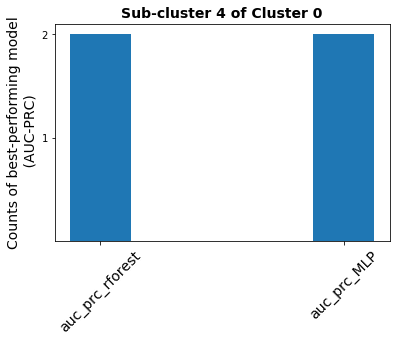 Sub-cluster 4 of Cluster 0
Counts of best-performing model
(AUC-PRC)
2
1
auc_prc_rforest
auc_prc_MLP